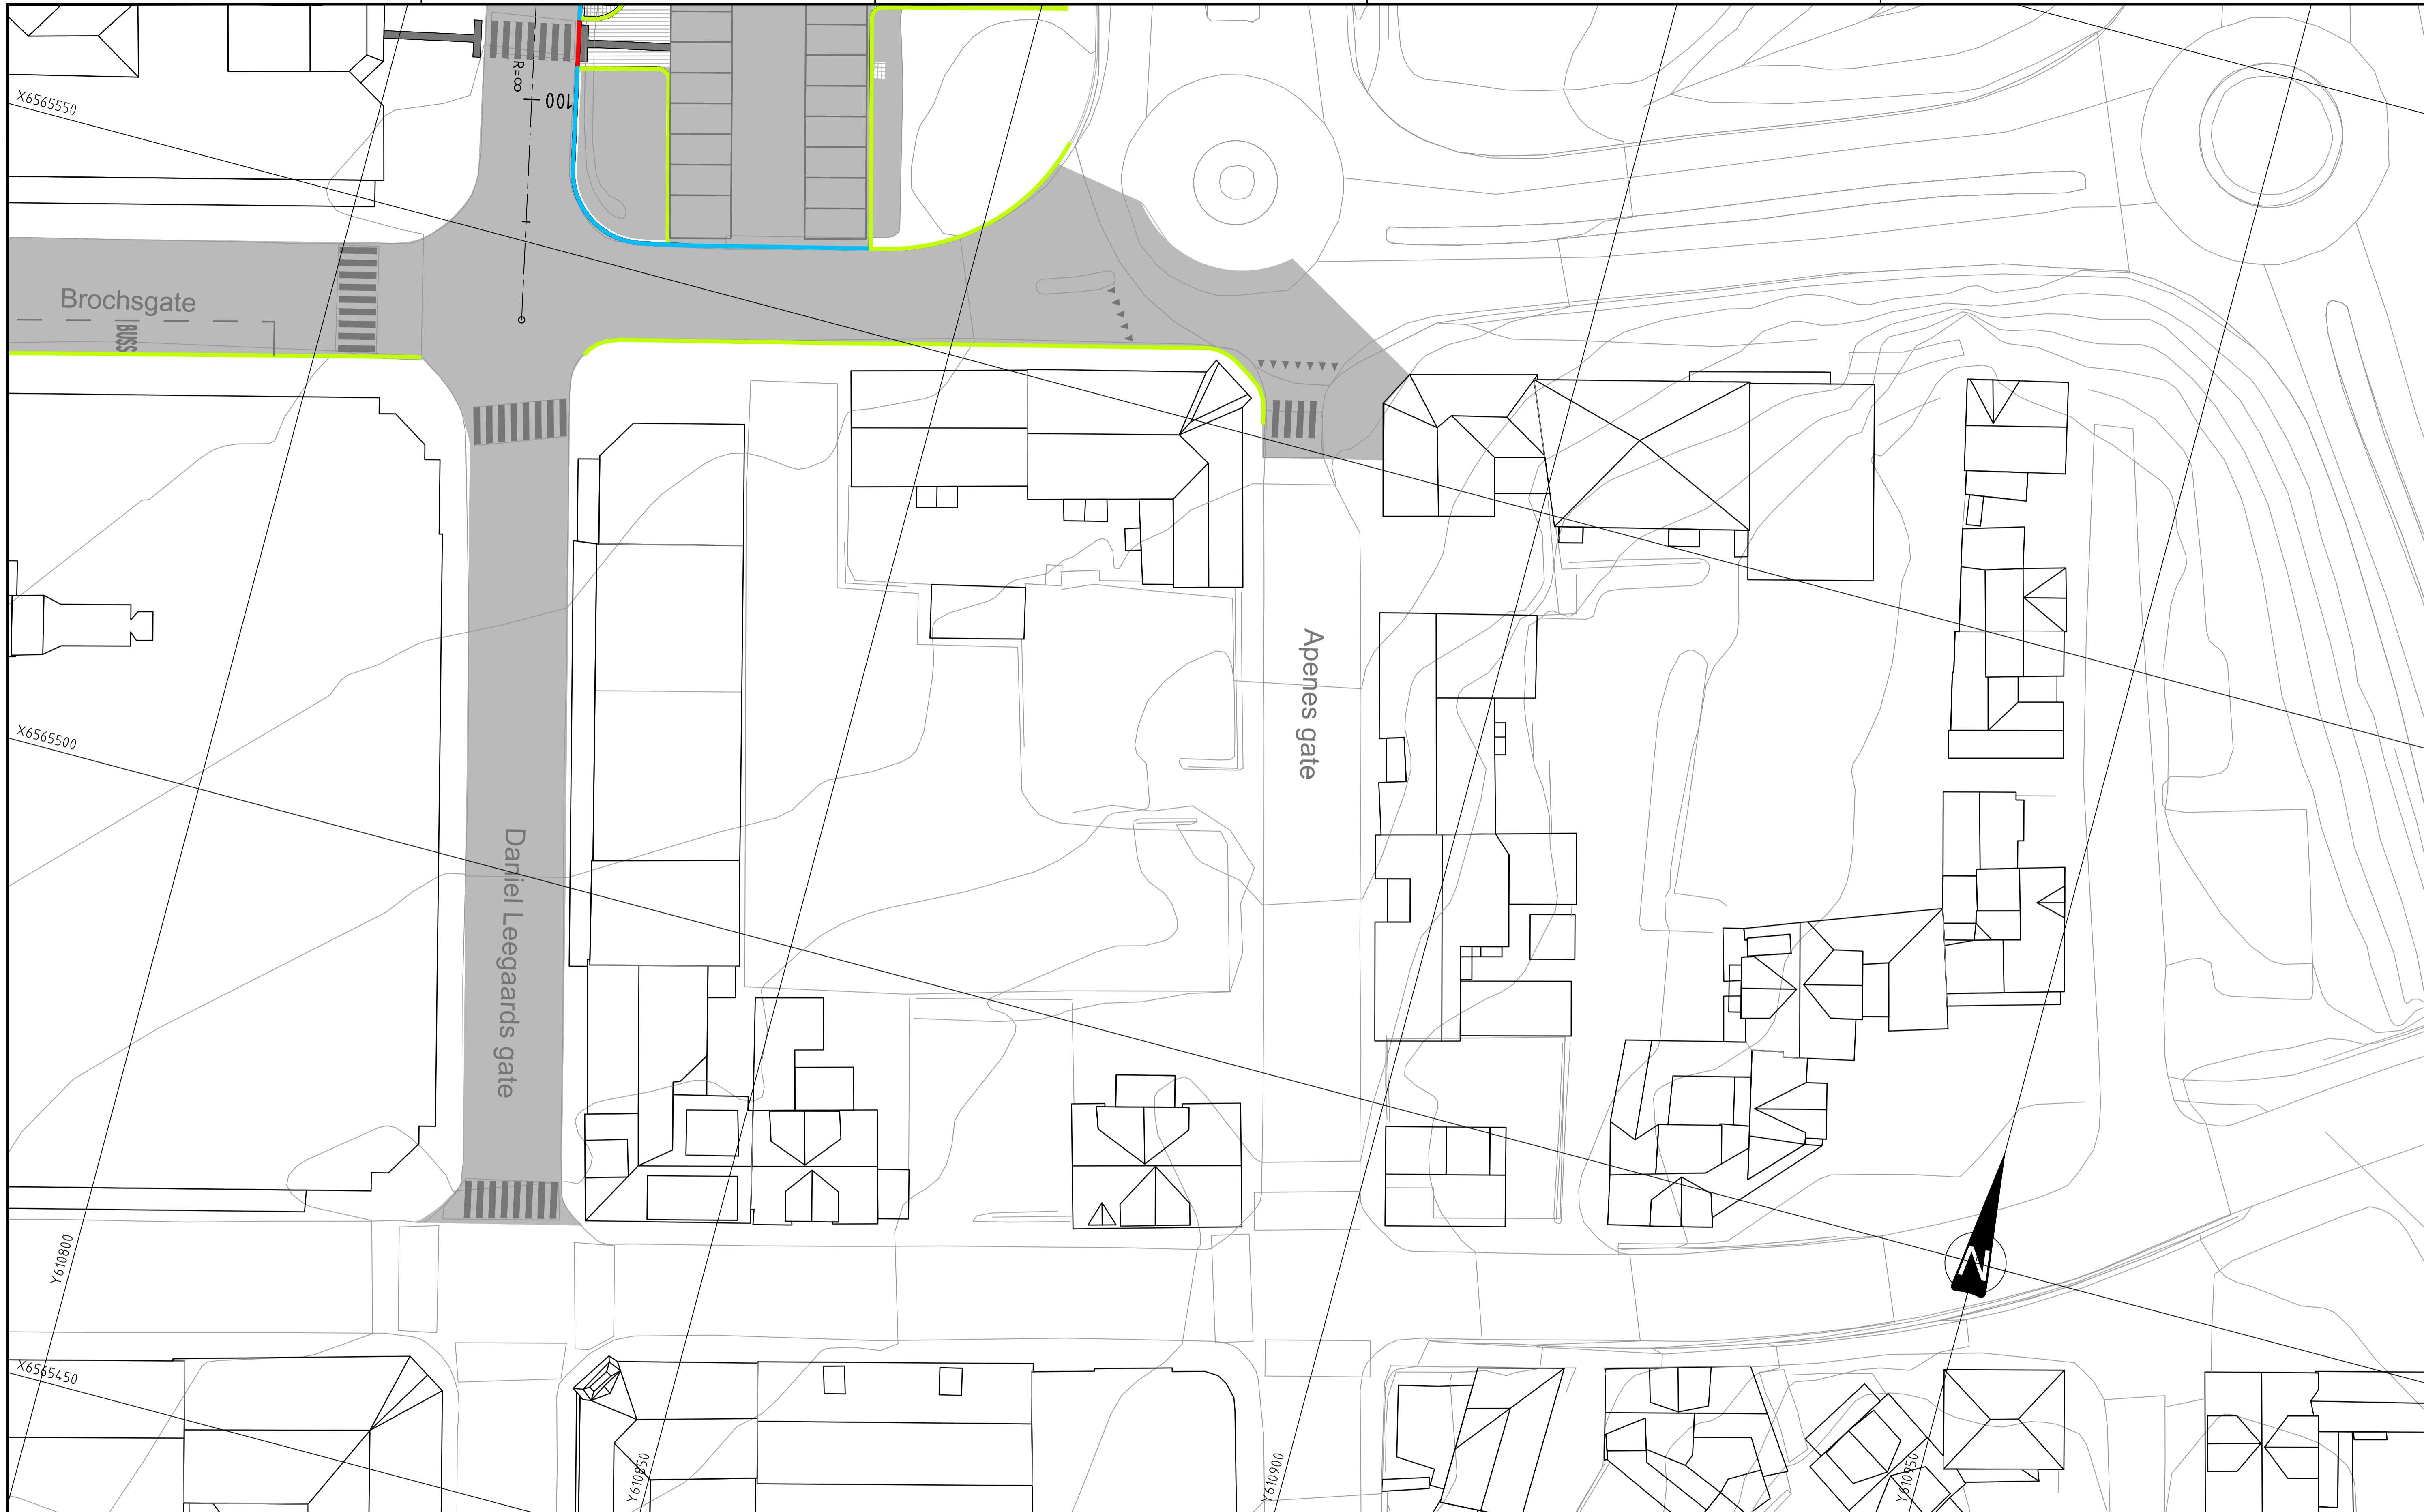 R=∞
100
X6565550
Brochsgate
BUSS
Apenes gate
X6565500
Daniel Leegaards gate
Y610800
N
X6565450
Y610850
Y610900
Y610950